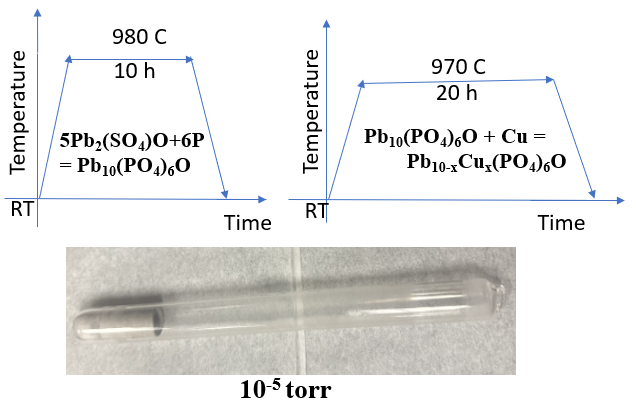 Temperature
980 C
10 h
5Pb₂(SO₄)O+6P
= Pb₁₀(PO₄)₆O
RT
Time
Temperature
970 C
20 h
Pb₁₀(PO₄)₆O + Cu =
Pb₁₀₋ₓCuₓ(PO₄)₆O
RT
Time
10⁻⁵ torr